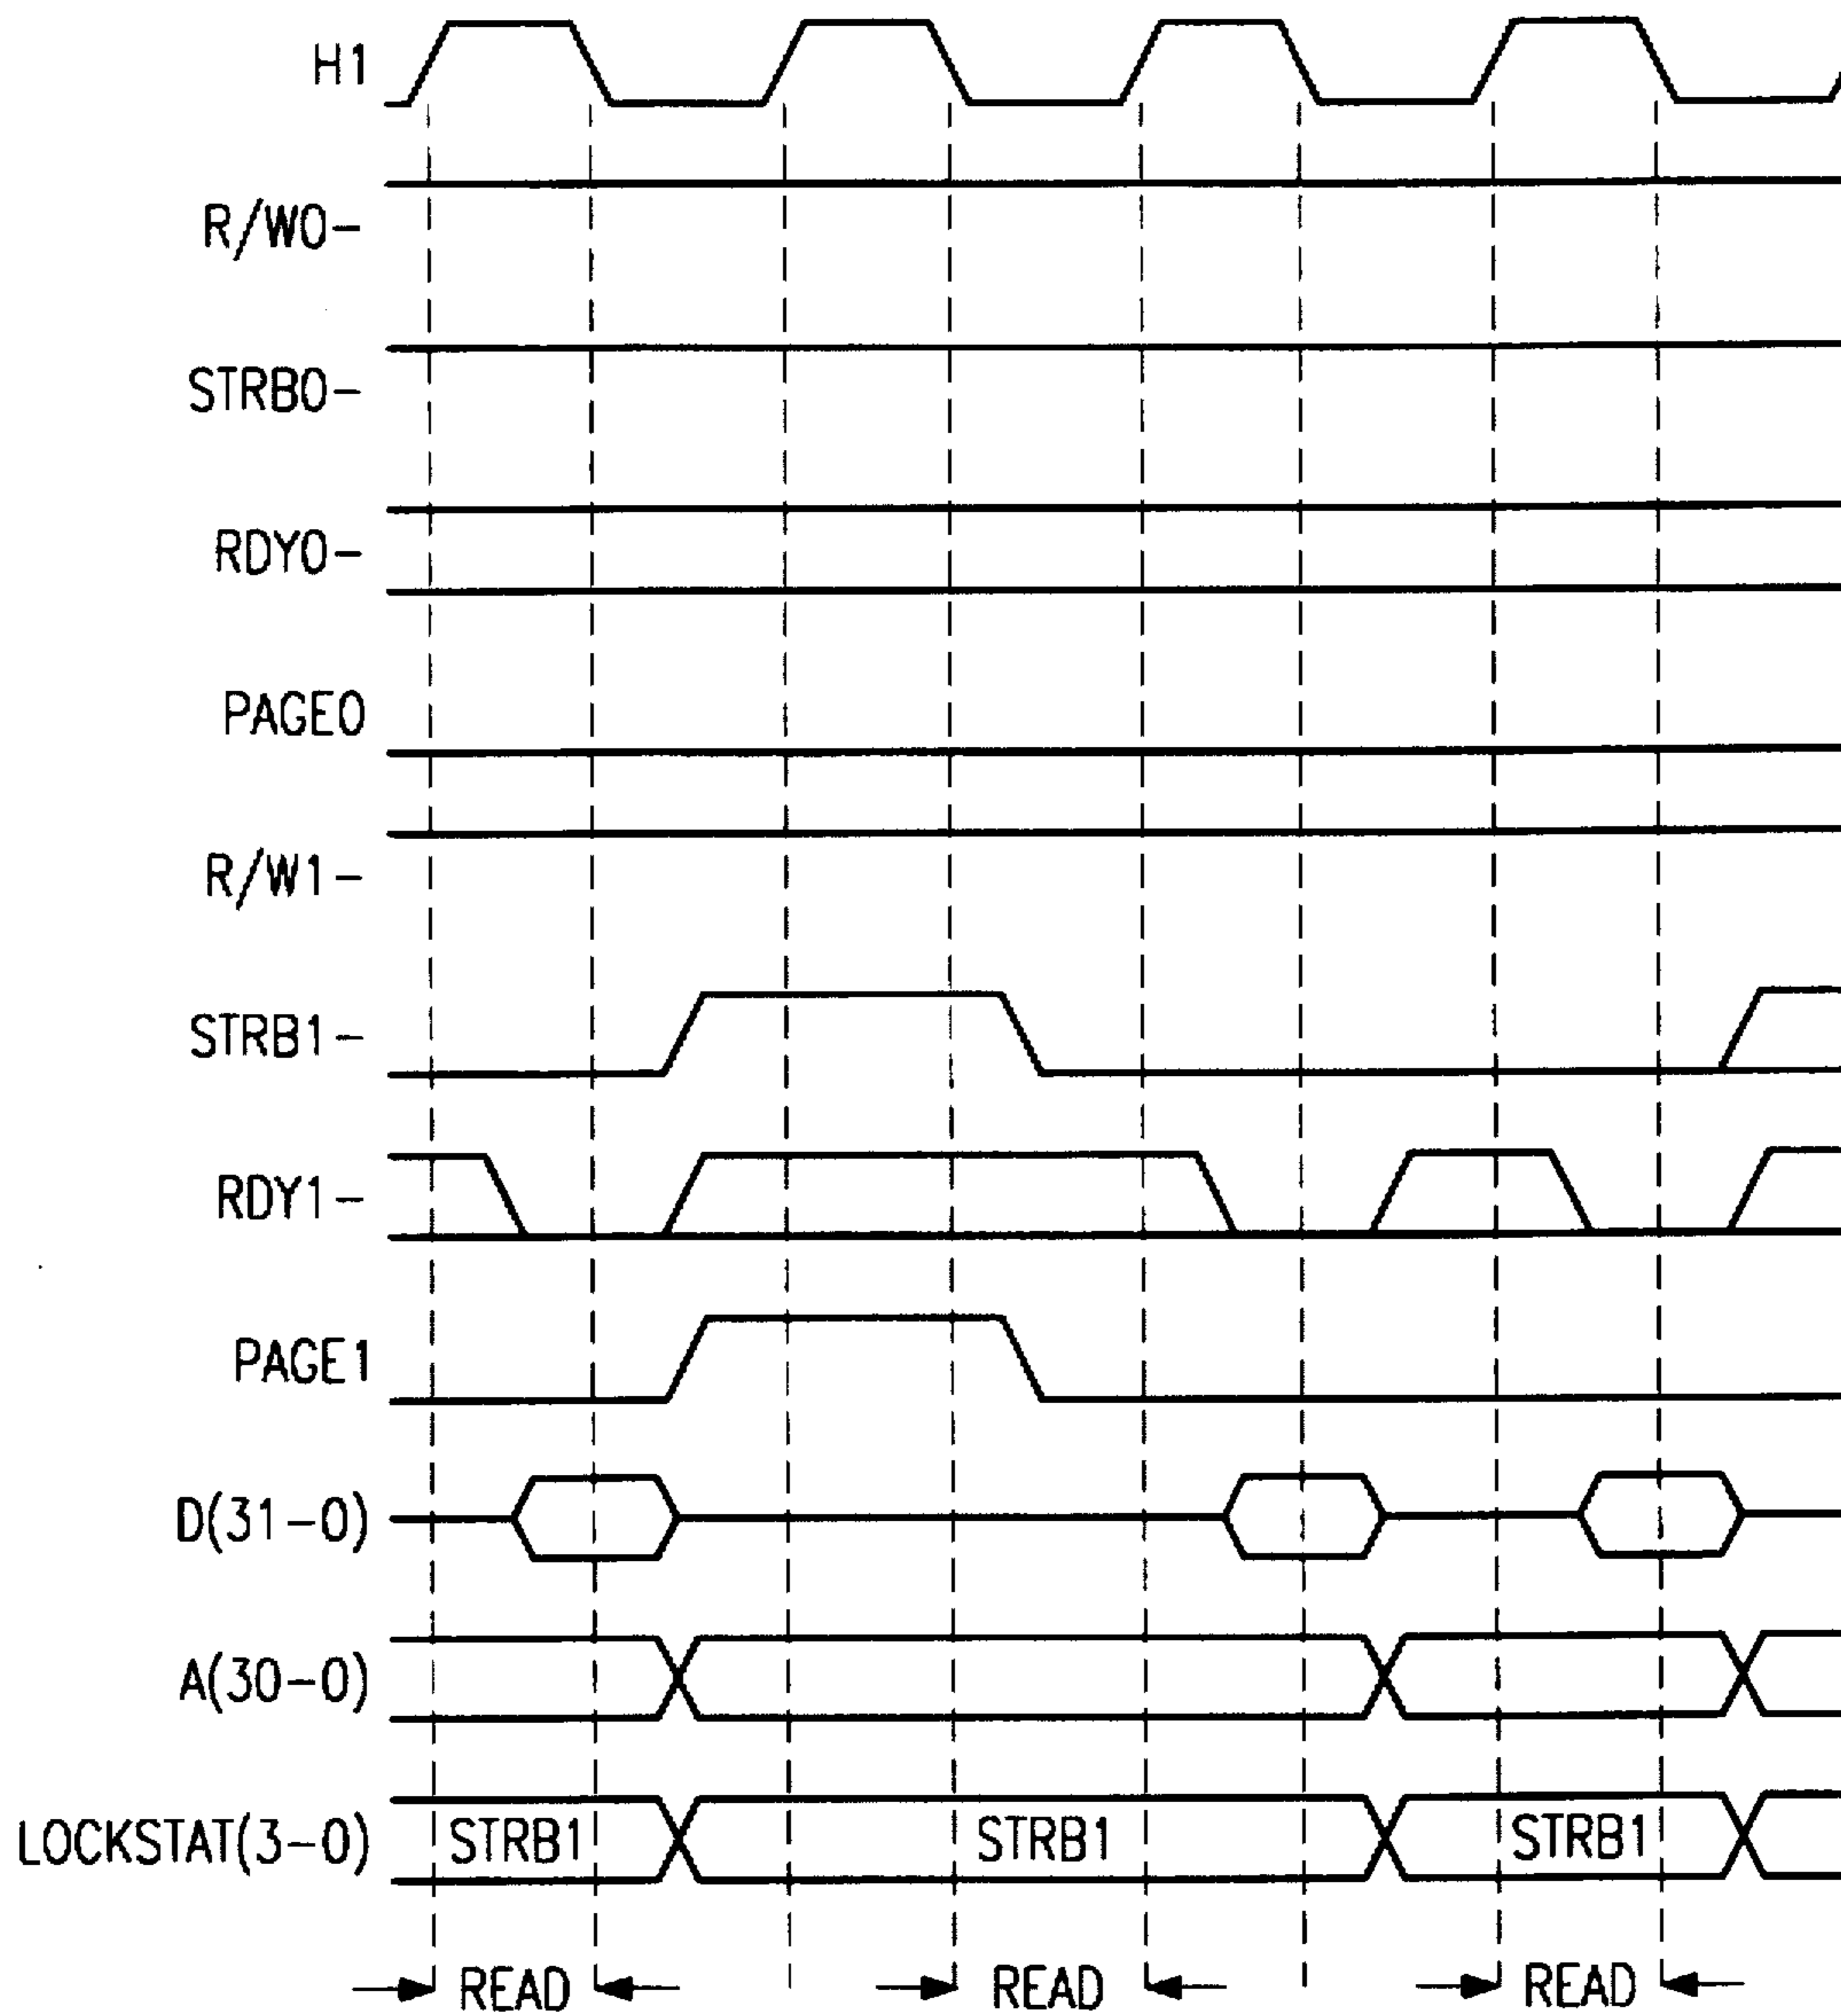 H1
R/W0-
STRB0-
RDY0-
PAGE0
R/W1-
STRB1-
RDY1-
PAGE1
D(31-0)
A(30-0)
LOCKSTAT(3-0) STRB1 STRB1 STRB1
READ READ READ